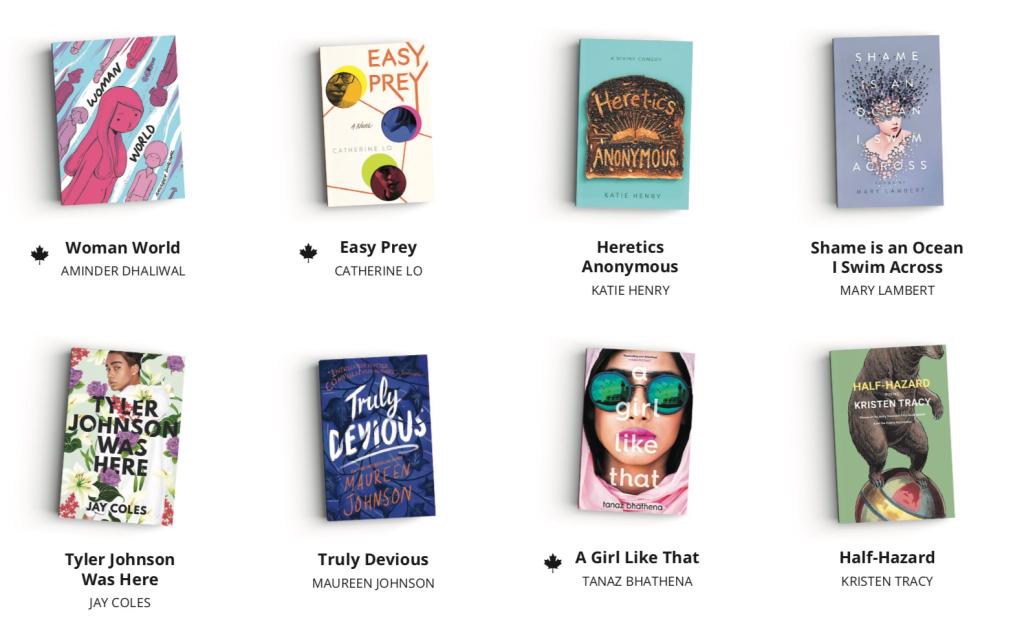 WOMAN
WORLD
AMINDER DHALIWAL
EASY
PREY
A Novel
CATHERINE LO
A DIVINE COMEDY
Heretics
ANONYMOUS
KATIE HENRY
SHAME
IS AN
OCEAN
I SWIM
ACROSS
POEMS BY
MARY LAMBERT
Woman World
AMINDER DHALIWAL
Easy Prey
CATHERINE LO
Heretics
Anonymous
KATIE HENRY
Shame is an Ocean
I Swim Across
MARY LAMBERT
TYLER
JOHNSON
WAS
HERE
JAY COLES
Truly
DEVIOUS
MAUREEN
JOHNSON
a
girl
like
that
tanaz bhathena
HALF-HAZARD
POEMS
KRISTEN TRACY
Tyler Johnson
Was Here
JAY COLES
Truly Devious
MAUREEN JOHNSON
A Girl Like That
TANAZ BHATHENA
Half-Hazard
KRISTEN TRACY